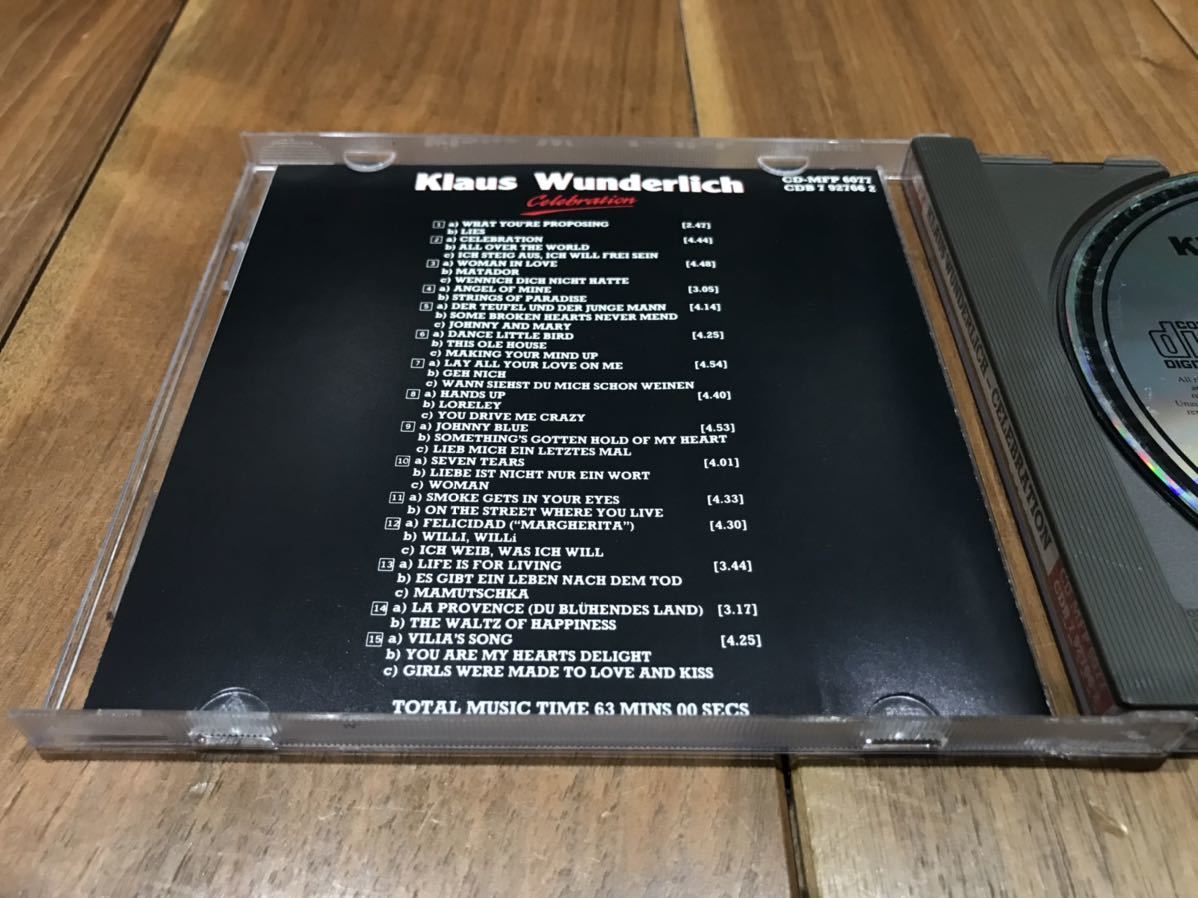 Klaus Wunderlich
CD-MFP 6077
CDB 7 92766 2
Celebration
1 a) WHAT YOU'RE PROPOSING [2.47]
b) LIES
2 a) CELEBRATION [4.44]
b) ALL OVER THE WORLD
c) ICH STEIG AUS, ICH WILL FREI SEIN
3 a) WOMAN IN LOVE [4.48]
b) MATADOR
c) WENNICH DICH NICHT HATTE
4 a) ANGEL OF MINE [3.05]
b) STRINGS OF PARADISE
5 a) DER TEUFEL UND DER JUNGE MANN [4.14]
b) SOME BROKEN HEARTS NEVER MEND
c) JOHNNY AND MARY
6 a) DANCE LITTLE BIRD [4.25]
b) THIS OLE HOUSE
c) MAKING YOUR MIND UP
7 a) LAY ALL YOUR LOVE ON ME [4.54]
b) GEH NICH
c) WANN SIEHST DU MICH SCHON WEINEN
8 a) HANDS UP [4.40]
b) LORELEY
c) YOU DRIVE ME CRAZY
9 a) JOHNNY BLUE [4.53]
b) SOMETHING'S GOTTEN HOLD OF MY HEART
c) LIEB MICH EIN LETZTES MAL
10 a) SEVEN TEARS [4.01]
b) LIEBE IST NICHT NUR EIN WORT
c) WOMAN
11 a) SMOKE GETS IN YOUR EYES [4.33]
b) ON THE STREET WHERE YOU LIVE
12 a) FELICIDAD ("MARGHERITA") [4.30]
b) WILLI, WILLi
c) ICH WEIB, WAS ICH WILL
13 a) LIFE IS FOR LIVING [3.44]
b) ES GIBT EIN LEBEN NACH DEM TOD
c) MAMUTSCHKA
14 a) LA PROVENCE (DU BLÜHENDES LAND) [3.17]
b) THE WALTZ OF HAPPINESS
15 a) VILIA'S SONG [4.25]
b) YOU ARE MY HEARTS DELIGHT
c) GIRLS WERE MADE TO LOVE AND KISS
TOTAL MUSIC TIME 63 MINS 00 SECS
KLAUS WUNDERLICH - CELEBRATION